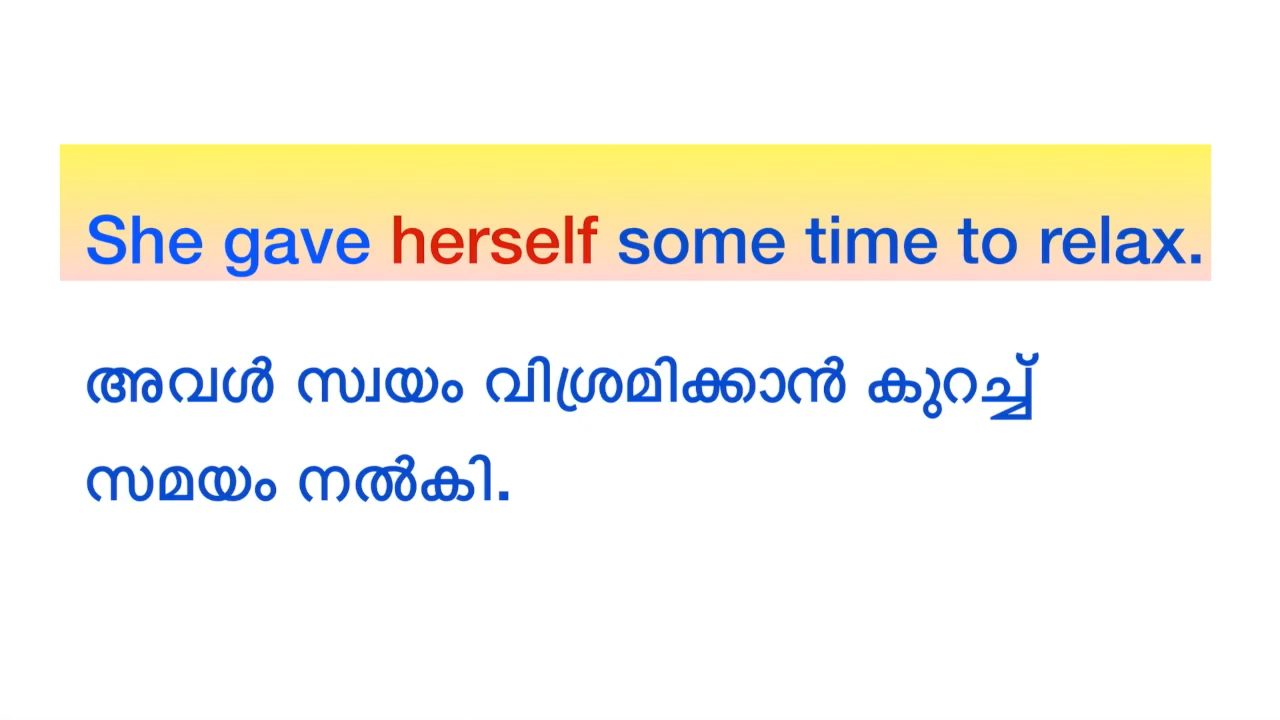 She gave herself some time to relax.
അവൾ സ്വയം വിശ്രമിക്കാൻ കുറച്ച്
സമയം നൽകി.